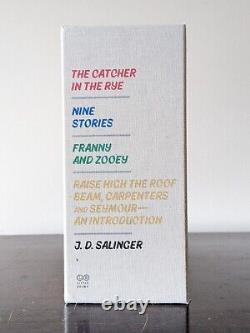 THE CATCHER
IN THE RYE
NINE
STORIES
FRANNY
AND ZOOEY
RAISE HIGH THE ROOF
BEAM, CARPENTERS
AND SEYMOUR—
AN INTRODUCTION
J. D. SALINGER